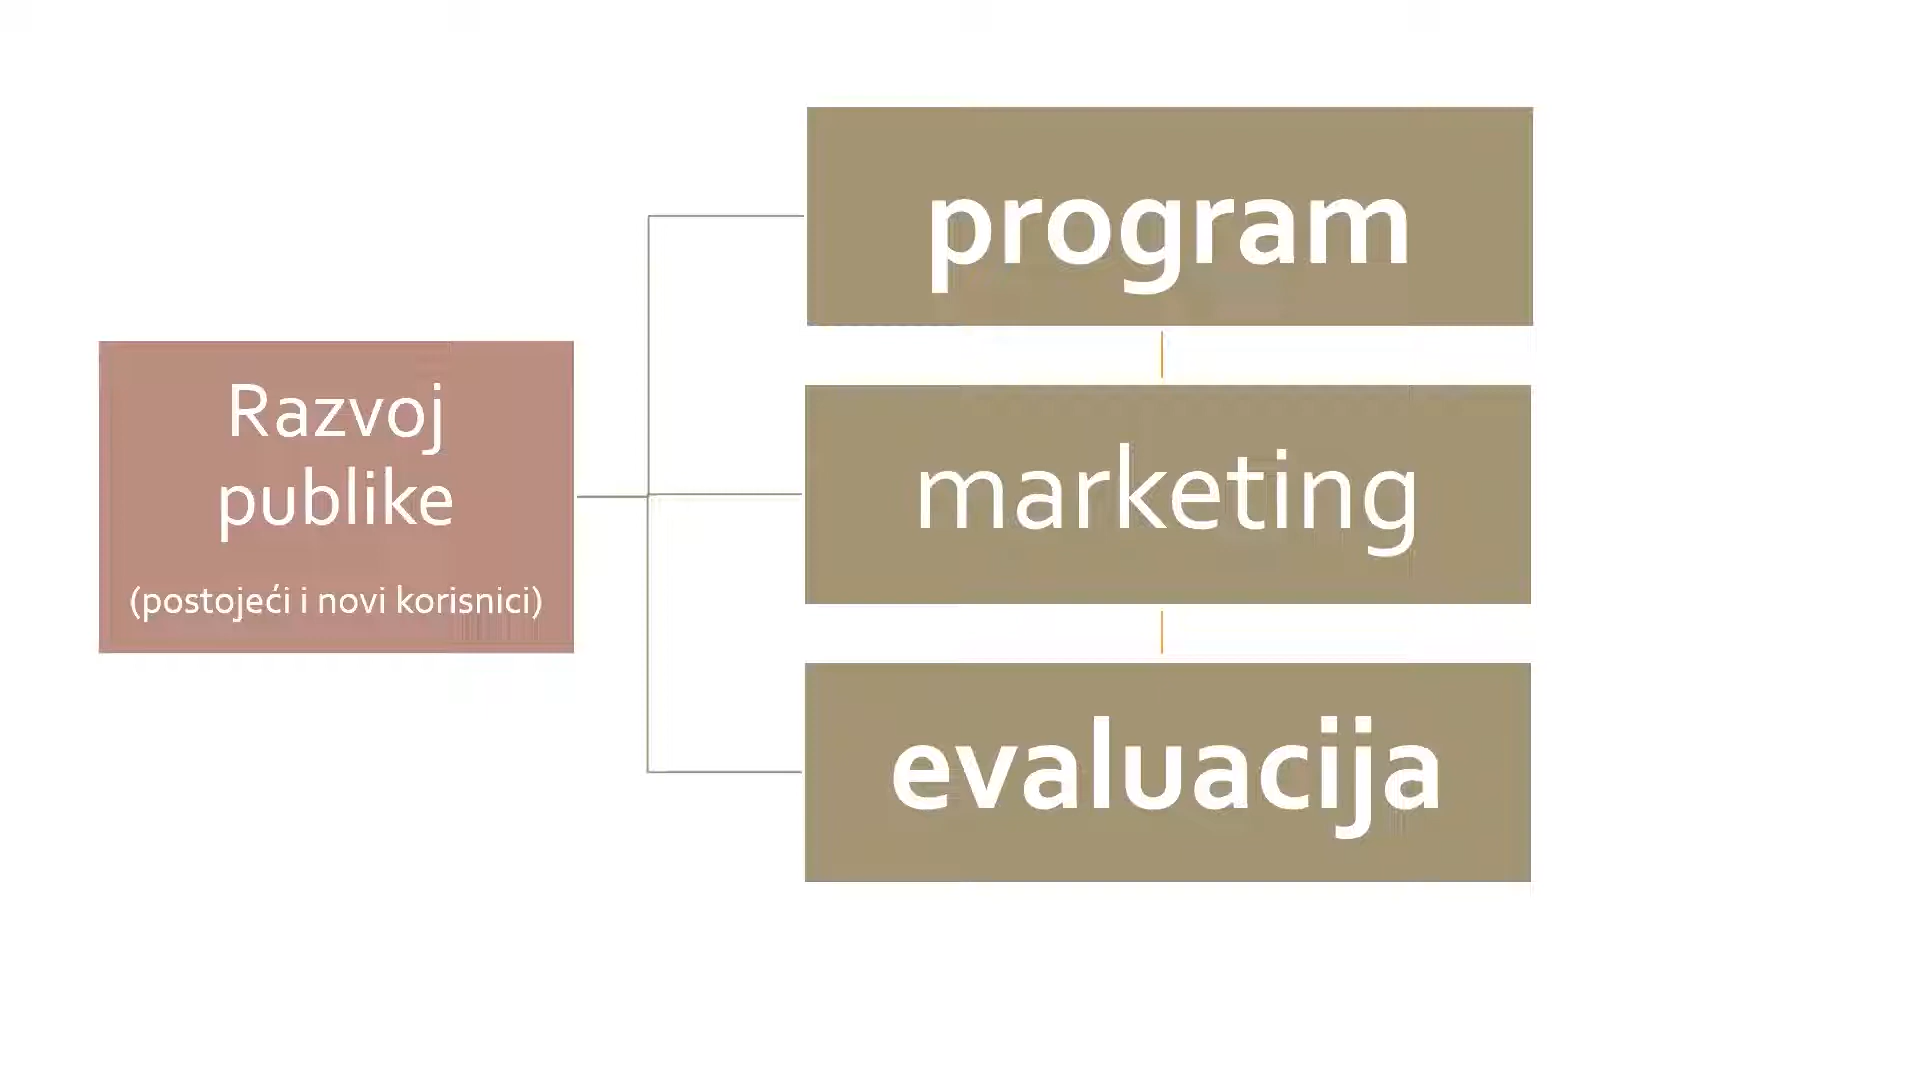 Razvoj
publike
(postojeći i novi korisnici)
program
marketing
evaluacija